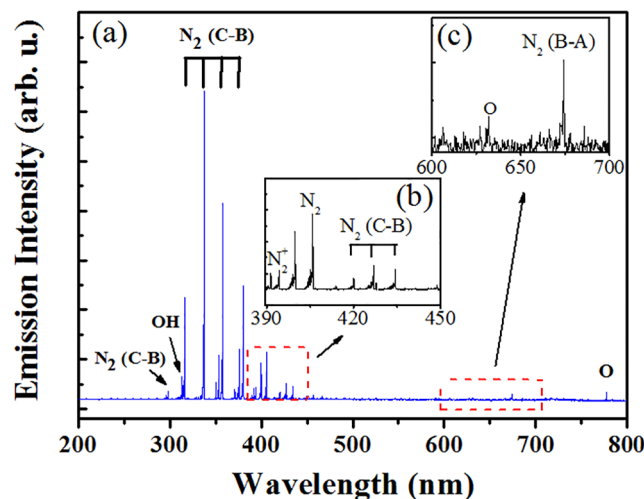 (a)
N₂ (C-B)
(c)
N₂ (B-A)
O
600 650 700
(b)
N₂
N₂ (C-B)
N₂⁺
390 420 450
OH
N₂ (C-B)
O
200 300 400 500 600 700 800
Wavelength (nm)
Emission Intensity (arb. u.)